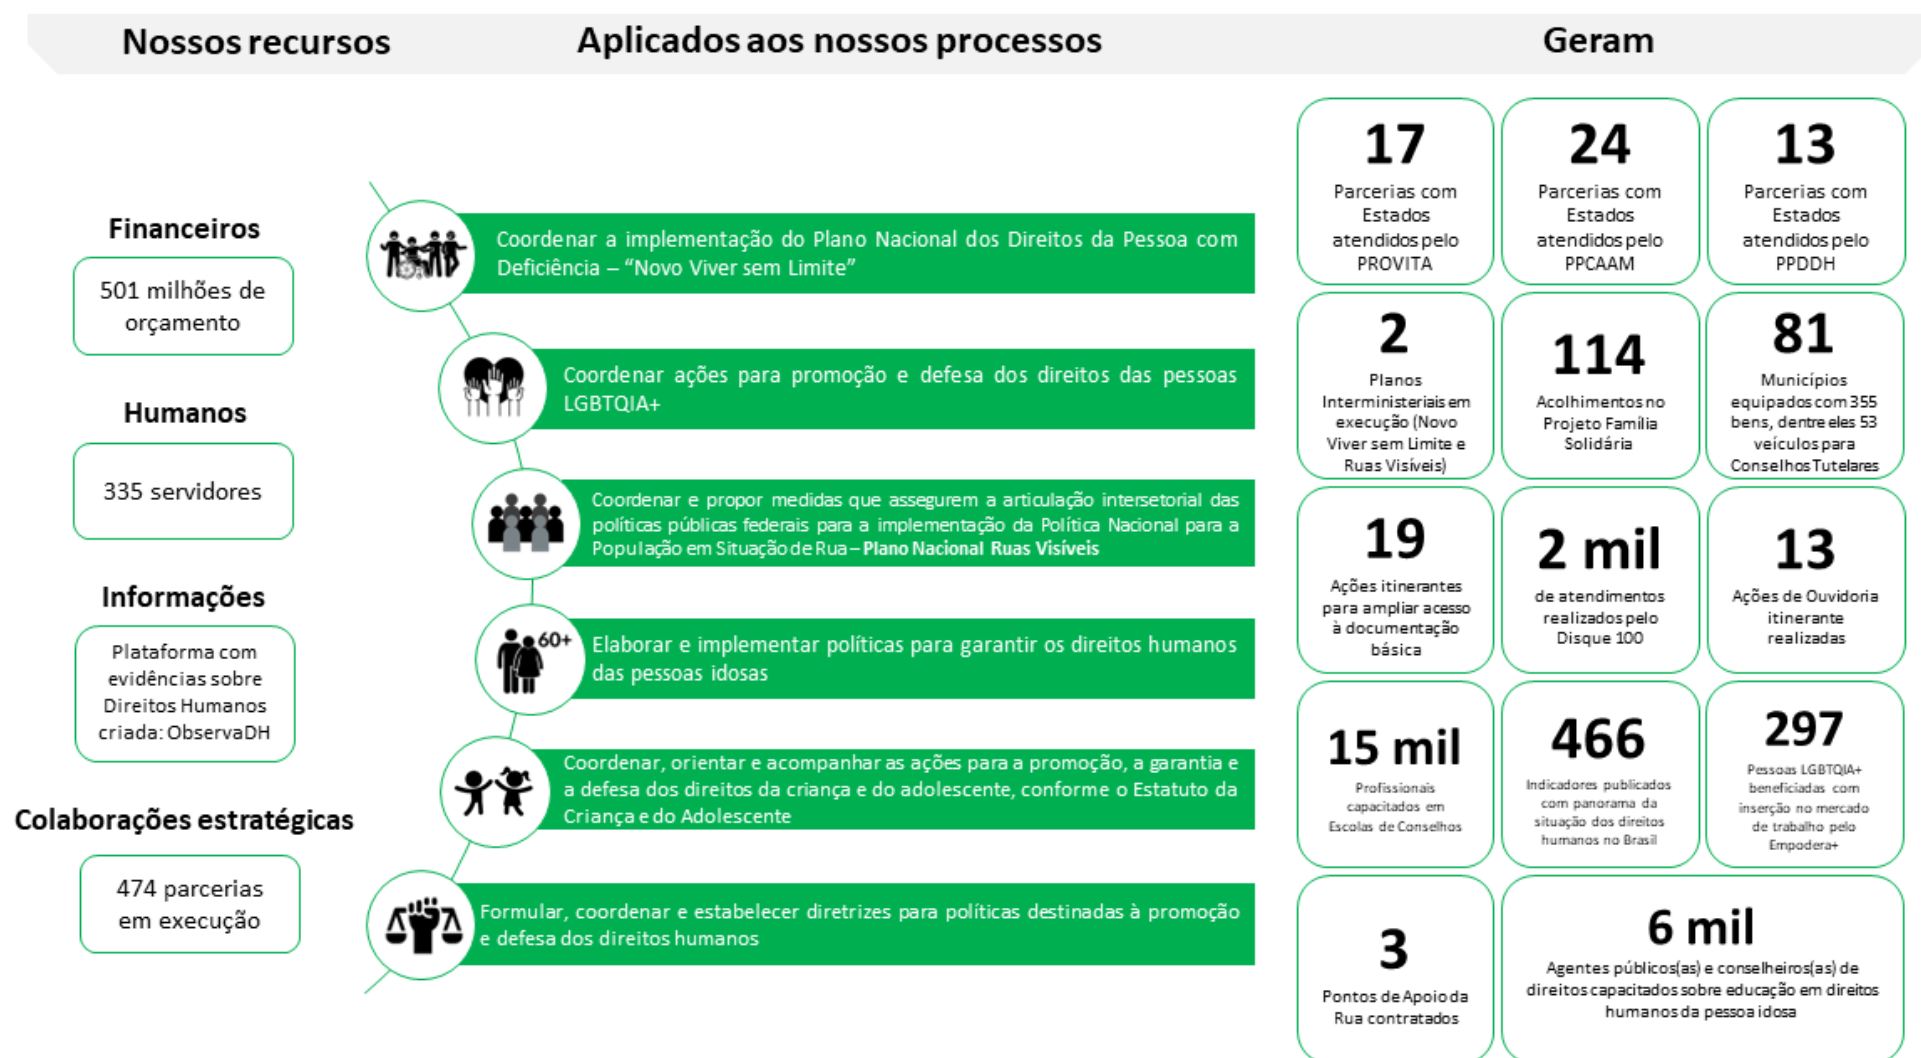 Nossos recursos
Aplicados aos nossos processos
Geram
Financeiros
501 milhões de
orçamento
Humanos
335 servidores
Informações
Plataforma com
evidências sobre
Direitos Humanos
criada: ObservaDH
Colaborações estratégicas
474 parcerias
em execução
Coordenar a implementação do Plano Nacional dos Direitos da Pessoa com
Deficiência – “Novo Viver sem Limite”
Coordenar ações para promoção e defesa dos direitos das pessoas
LGBTQIA+
Coordenar e propor medidas que assegurem a articulação intersetorial das
políticas públicas federais para a implementação da Política Nacional para a
População em Situação de Rua – Plano Nacional Ruas Visíveis
60+
Elaborar e implementar políticas para garantir os direitos humanos
das pessoas idosas
Coordenar, orientar e acompanhar as ações para a promoção, a garantia e
a defesa dos direitos da criança e do adolescente, conforme o Estatuto da
Criança e do Adolescente
Formular, coordenar e estabelecer diretrizes para políticas destinadas à promoção
e defesa dos direitos humanos
17
Parcerias com
Estados
atendidos pelo
PROVITA
24
Parcerias com
Estados
atendidos pelo
PPCAAM
13
Parcerias com
Estados
atendidos pelo
PPDDH
2
Planos
Interministeriais em
execução (Novo
Viver sem Limite e
Ruas Visíveis)
114
Acolhimentos no
Projeto Família
Solidária
81
Municípios
equipados com 355
bens, dentre eles 53
veículos para
Conselhos Tutelares
19
Ações itinerantes
para ampliar acesso
à documentação
básica
2 mil
de atendimentos
realizados pelo
Disque 100
13
Ações de Ouvidoria
itinerante
realizadas
15 mil
Profissionais
capacitados em
Escolas de Conselhos
466
Indicadores publicados
com panorama da
situação dos direitos
humanos no Brasil
297
Pessoas LGBTQIA+
beneficiadas com
inserção no mercado
de trabalho pelo
Empodera+
3
Pontos de Apoio da
Rua contratados
6 mil
Agentes públicos(as) e conselheiros(as) de
direitos capacitados sobre educação em direitos
humanos da pessoa idosa